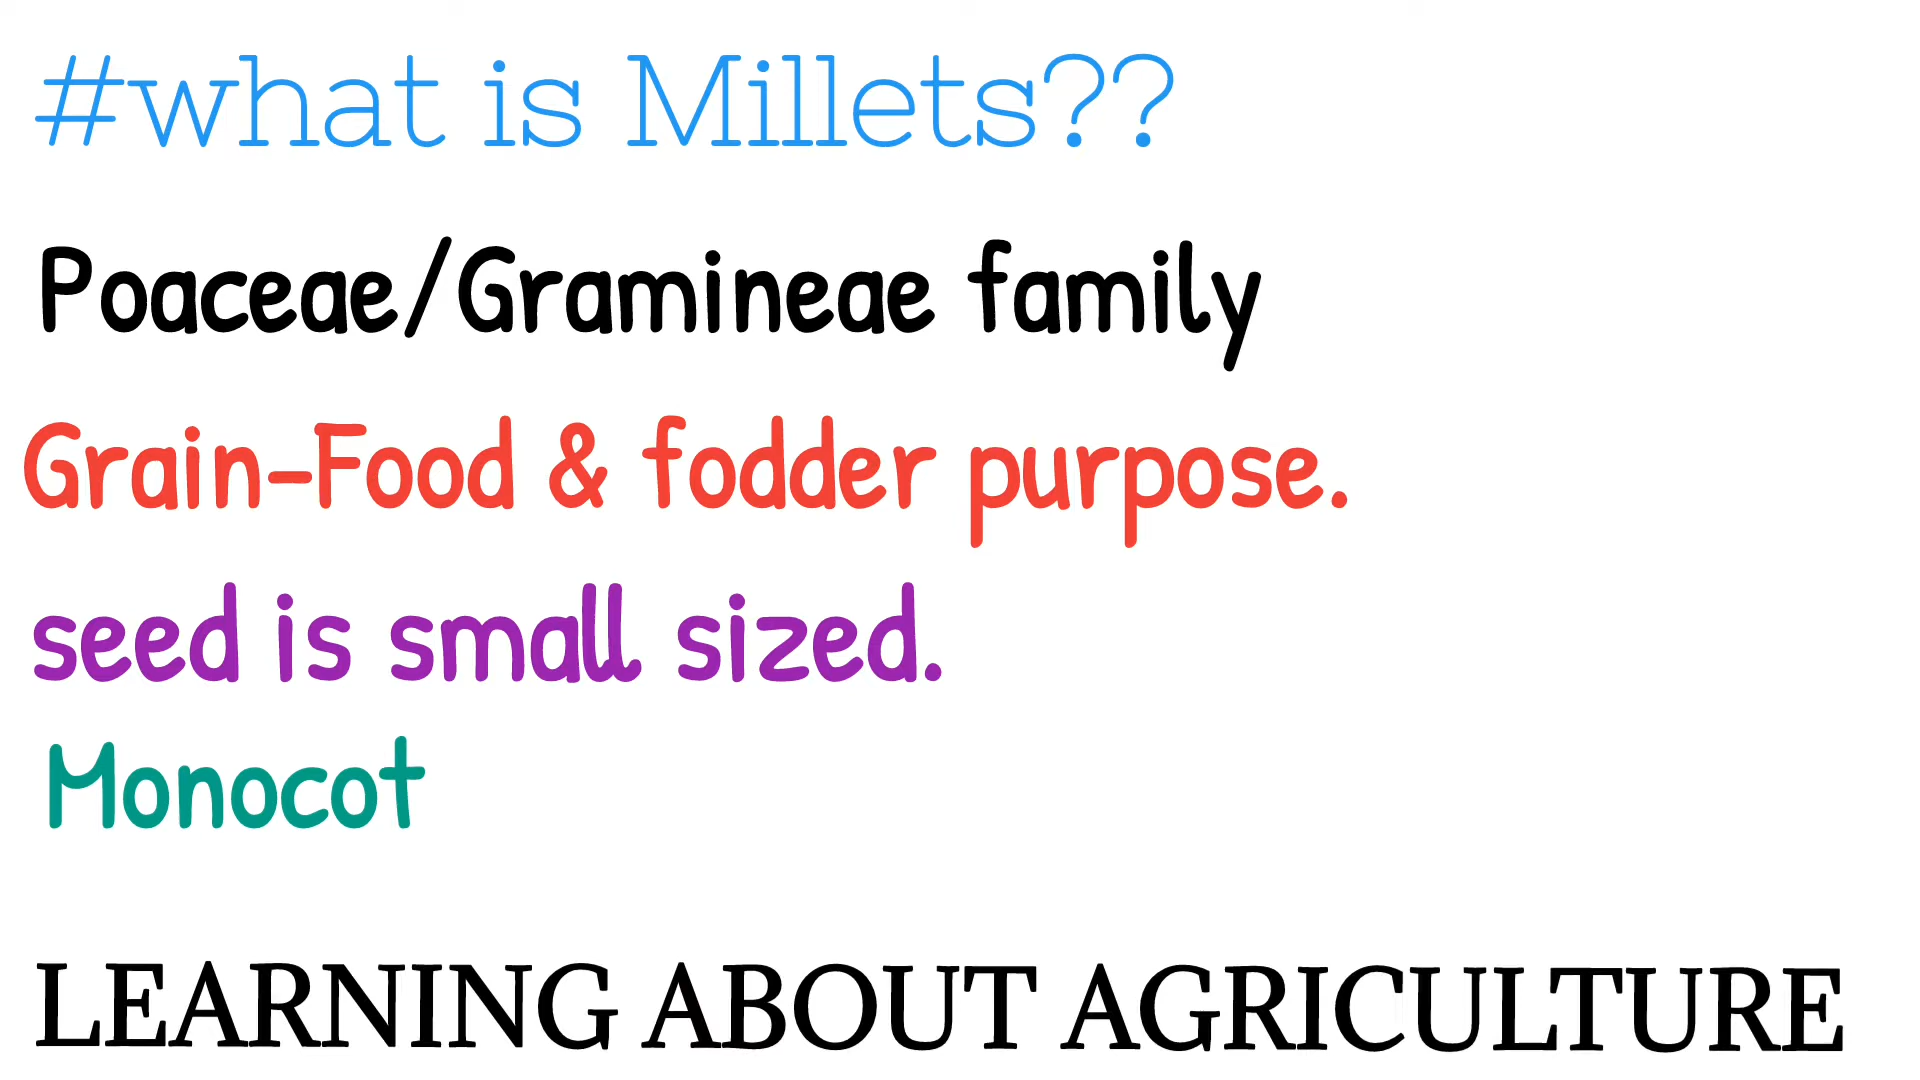 #what is Millets??
Poaceae/Gramineae family
Grain-Food & fodder purpose.
seed is small sized.
Monocot
LEARNING ABOUT AGRICULTURE